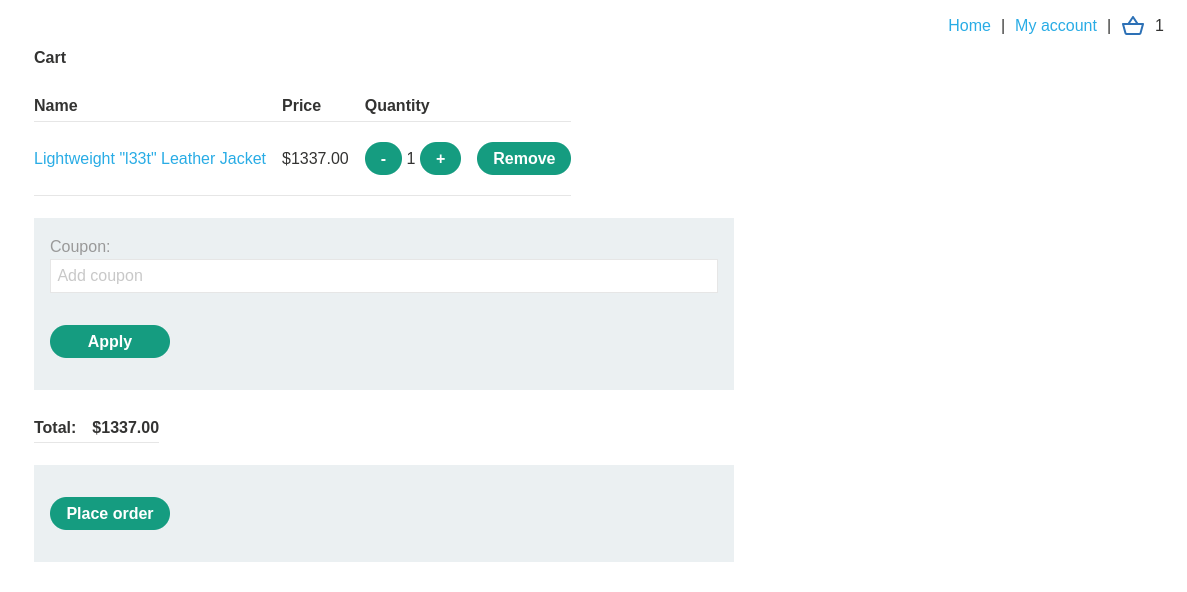 Home | My account | 1
Cart
Name Price Quantity
Lightweight "l33t" Leather Jacket $1337.00 - 1 + Remove
Coupon:
Add coupon
Apply
Total: $1337.00
Place order